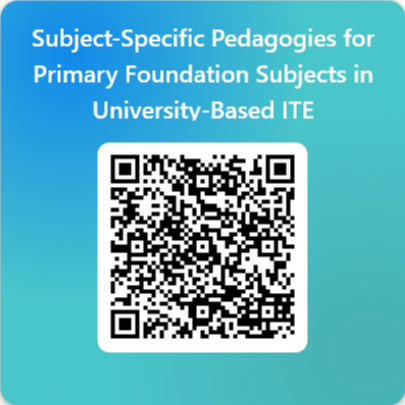 Subject-Specific Pedagogies for
Primary Foundation Subjects in
University-Based ITE